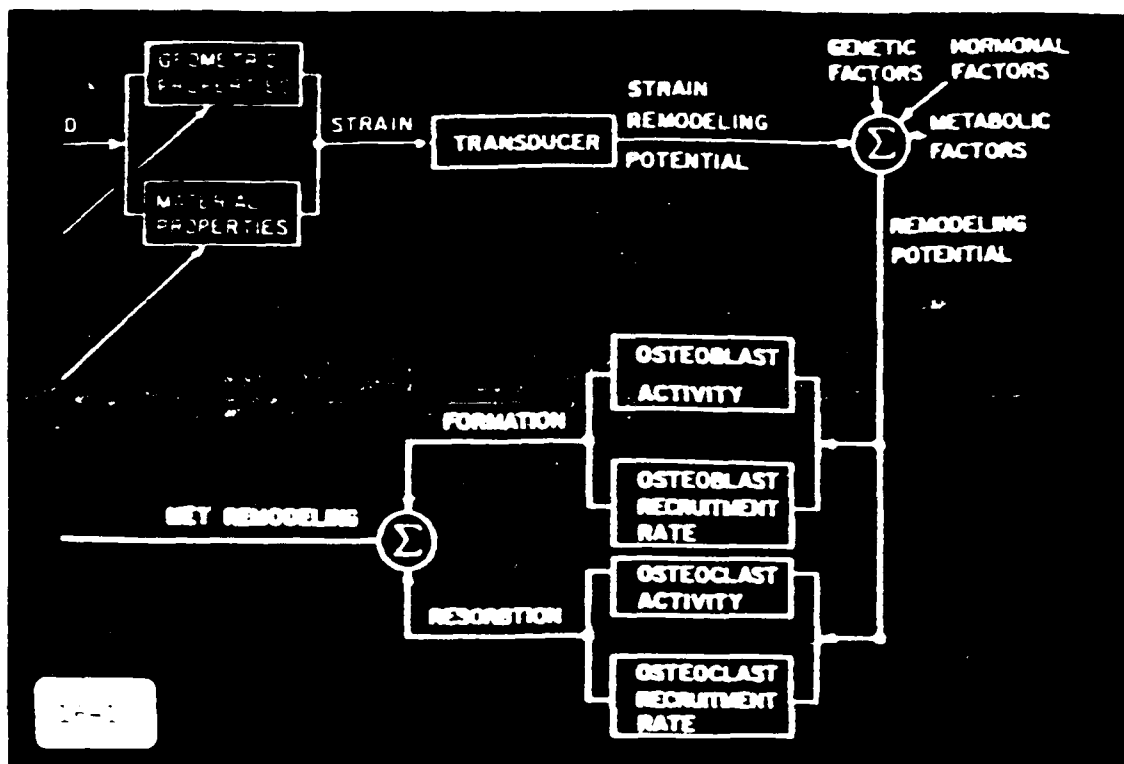 GEOMETRIC
PROPERTIES
D
STRAIN
TRANSDUCER
STRAIN
REMODELING
POTENTIAL
GENETIC
FACTORS
HORMONAL
FACTORS
Σ
METABOLIC
FACTORS
MATERIAL
PROPERTIES
REMODELING
POTENTIAL
OSTEOBLAST
ACTIVITY
FORMATION
OSTEOBLAST
RECRUITMENT
RATE
NET REMODELING
Σ
OSTEOCLAST
ACTIVITY
RESORBTION
OSTEOCLAST
RECRUITMENT
RATE